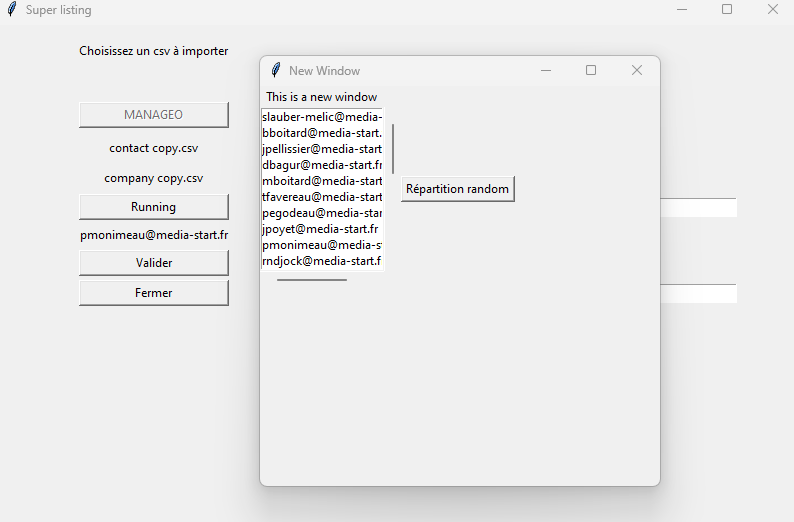 Super listing
Choisissez un csv à importer
MANAGEO
contact copy.csv
company copy.csv
Running
pmonimeau@media-start.fr
Valider
Fermer
New Window
This is a new window
slauber-melic@media-
bboitard@media-start.
jpellissier@media-start
dbagur@media-start.fr
mboitard@media-start
tfavereau@media-start
pegodeau@media-star
jpoyet@media-start.fr
pmonimeau@media-st
rndjock@media-start.f
Répartition random